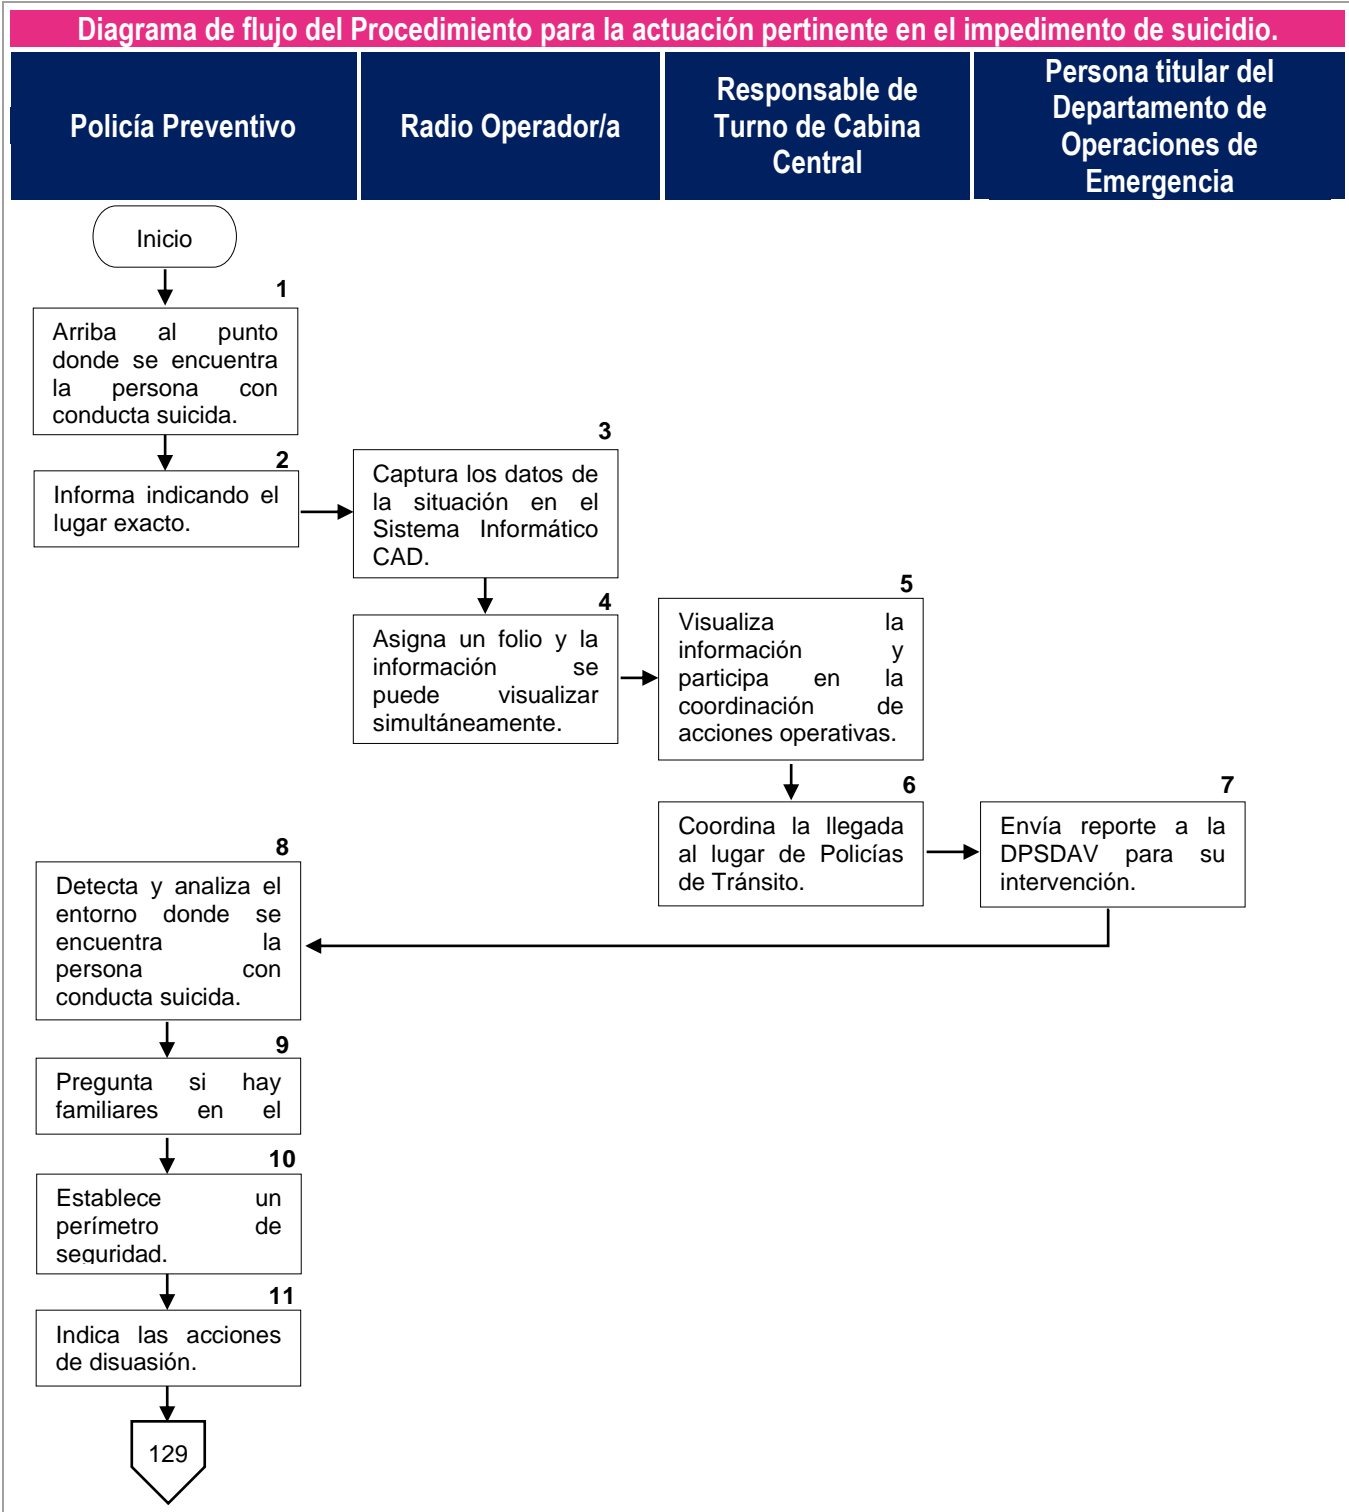 Diagrama de flujo del Procedimiento para la actuación pertinente en el impedimento de suicidio.
Policía Preventivo
Radio Operador/a
Responsable de
Turno de Cabina
Central
Persona titular del
Departamento de
Operaciones de
Emergencia
Inicio
1
Arriba al punto
donde se encuentra
la persona con
conducta suicida.
2
Informa indicando el
lugar exacto.
3
Captura los datos de
la situación en el
Sistema Informático
CAD.
4
Asigna un folio y la
información se
puede visualizar
simultáneamente.
5
Visualiza la
información y
participa en la
coordinación de
acciones operativas.
6
Coordina la llegada
al lugar de Policías
de Tránsito.
7
Envía reporte a la
DPSDAV para su
intervención.
8
Detecta y analiza el
entorno donde se
encuentra la
persona con
conducta suicida.
9
Pregunta si hay
familiares en el
10
Establece un
perímetro de
seguridad.
11
Indica las acciones
de disuasión.
129